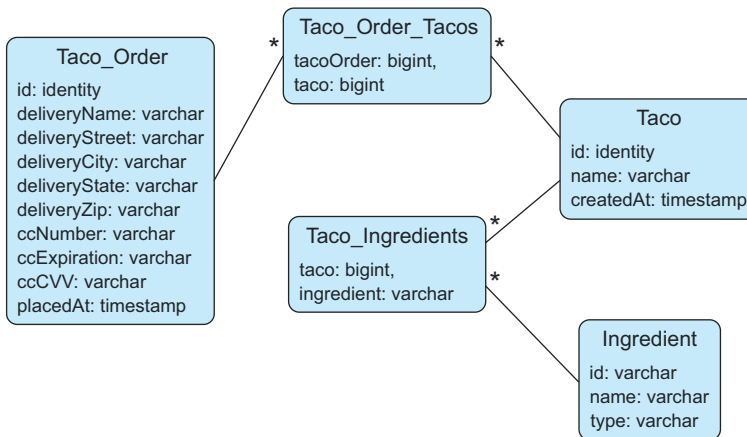 Taco_Order
id: identity
deliveryName: varchar
deliveryStreet: varchar
deliveryCity: varchar
deliveryState: varchar
deliveryZip: varchar
ccNumber: varchar
ccExpiration: varchar
ccCVV: varchar
placedAt: timestamp
*
Taco_Order_Tacos
tacoOrder: bigint,
taco: bigint
*
Taco
id: identity
name: varchar
createdAt: timestamp
Taco_Ingredients
taco: bigint,
ingredient: varchar
*
*
Ingredient
id: varchar
name: varchar
type: varchar